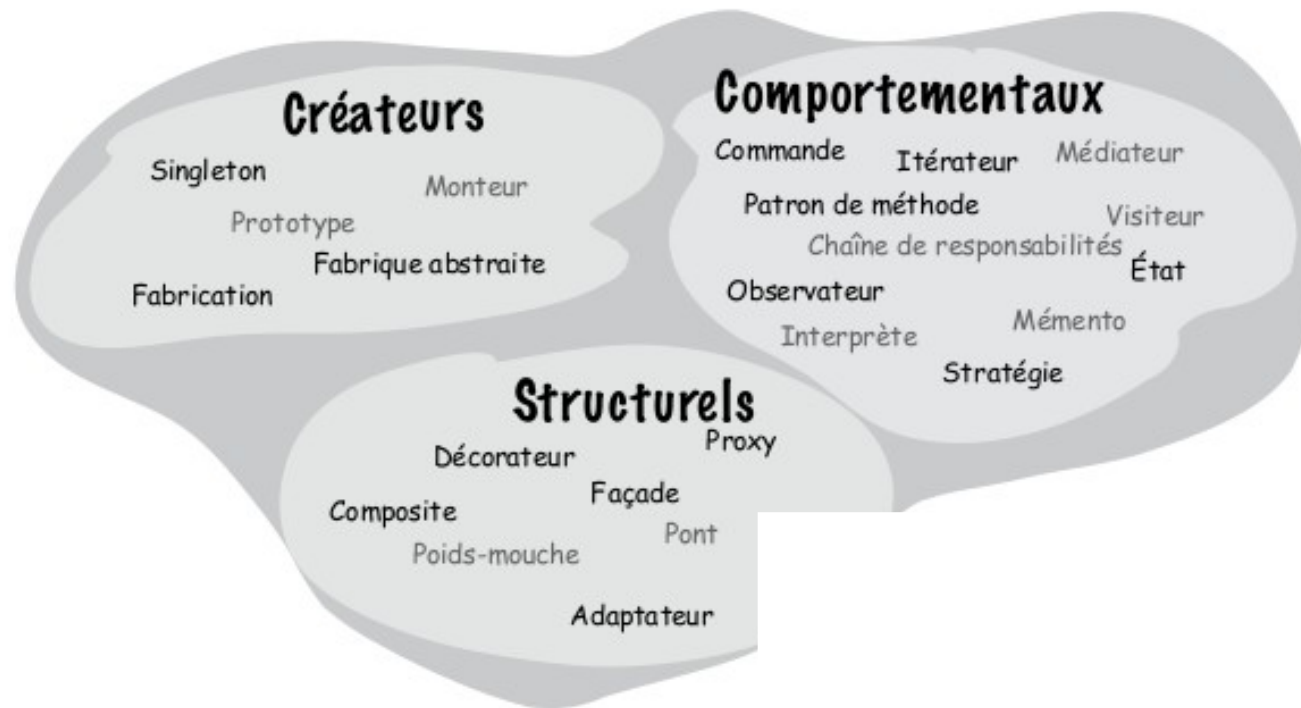 Créateurs
Singleton
Monteur
Prototype
Fabrique abstraite
Fabrication
Comportementaux
Commande
Itérateur
Médiateur
Patron de méthode
Visiteur
Chaîne de responsabilités
État
Observateur
Mémento
Interprète
Stratégie
Structurels
Proxy
Décorateur
Façade
Composite
Pont
Poids-mouche
Adaptateur